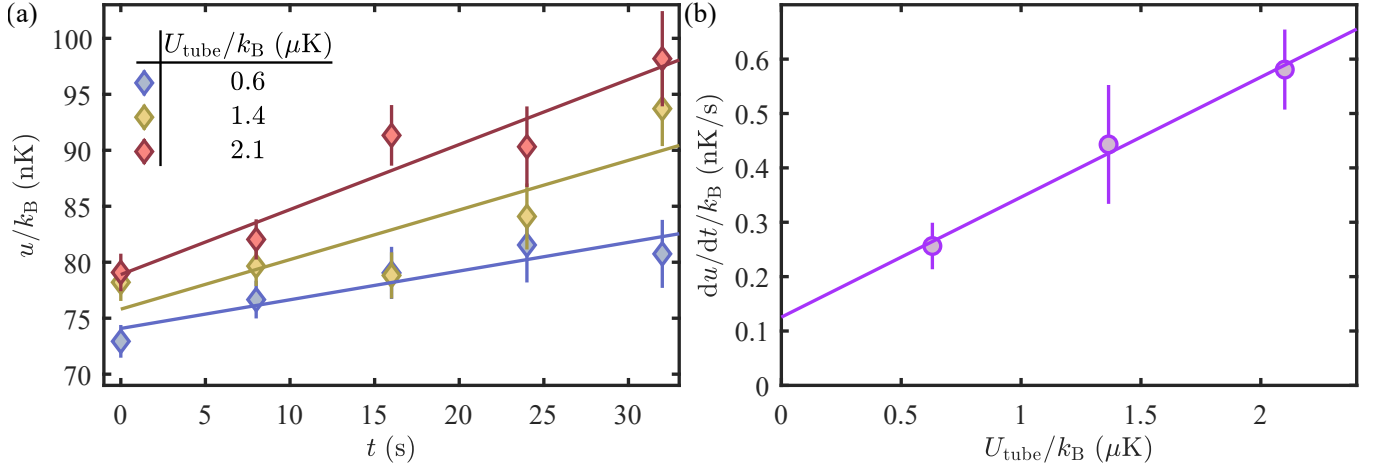 (a)
U_tube/k_B (μK)
0.6
1.4
2.1
100
95
90
85
80
75
70
u/k_B (nK)
0 5 10 15 20 25 30
t (s)
(b)
0.6
0.5
0.4
0.3
0.2
0.1
0
du/dt/k_B (nK/s)
0 0.5 1 1.5 2
U_tube/k_B (μK)